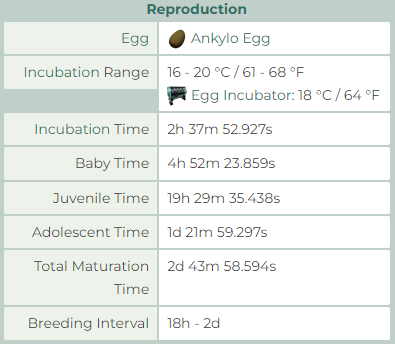 Reproduction
Egg Ankylo Egg
Incubation Range 16 - 20 °C / 61 - 68 °F
Egg Incubator: 18 °C / 64 °F
Incubation Time 2h 37m 52.927s
Baby Time 4h 52m 23.859s
Juvenile Time 19h 29m 35.438s
Adolescent Time 1d 21m 59.297s
Total Maturation 2d 43m 58.594s
Time
Breeding Interval 18h - 2d